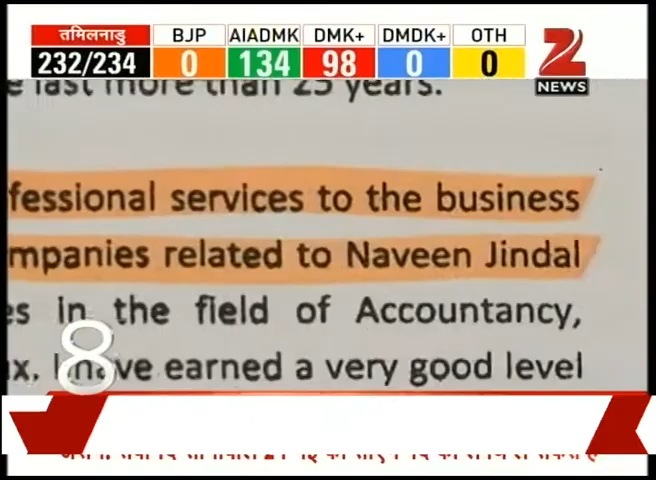 तमिलनाडु BJP AIADMK DMK+ DMDK+ OTH
232/234 0 134 98 0 0
Z
NEWS
e last more than 25 years.
fessional services to the business
mpanies related to Naveen Jindal
es in the field of Accountancy,
x. I have earned a very good level
8